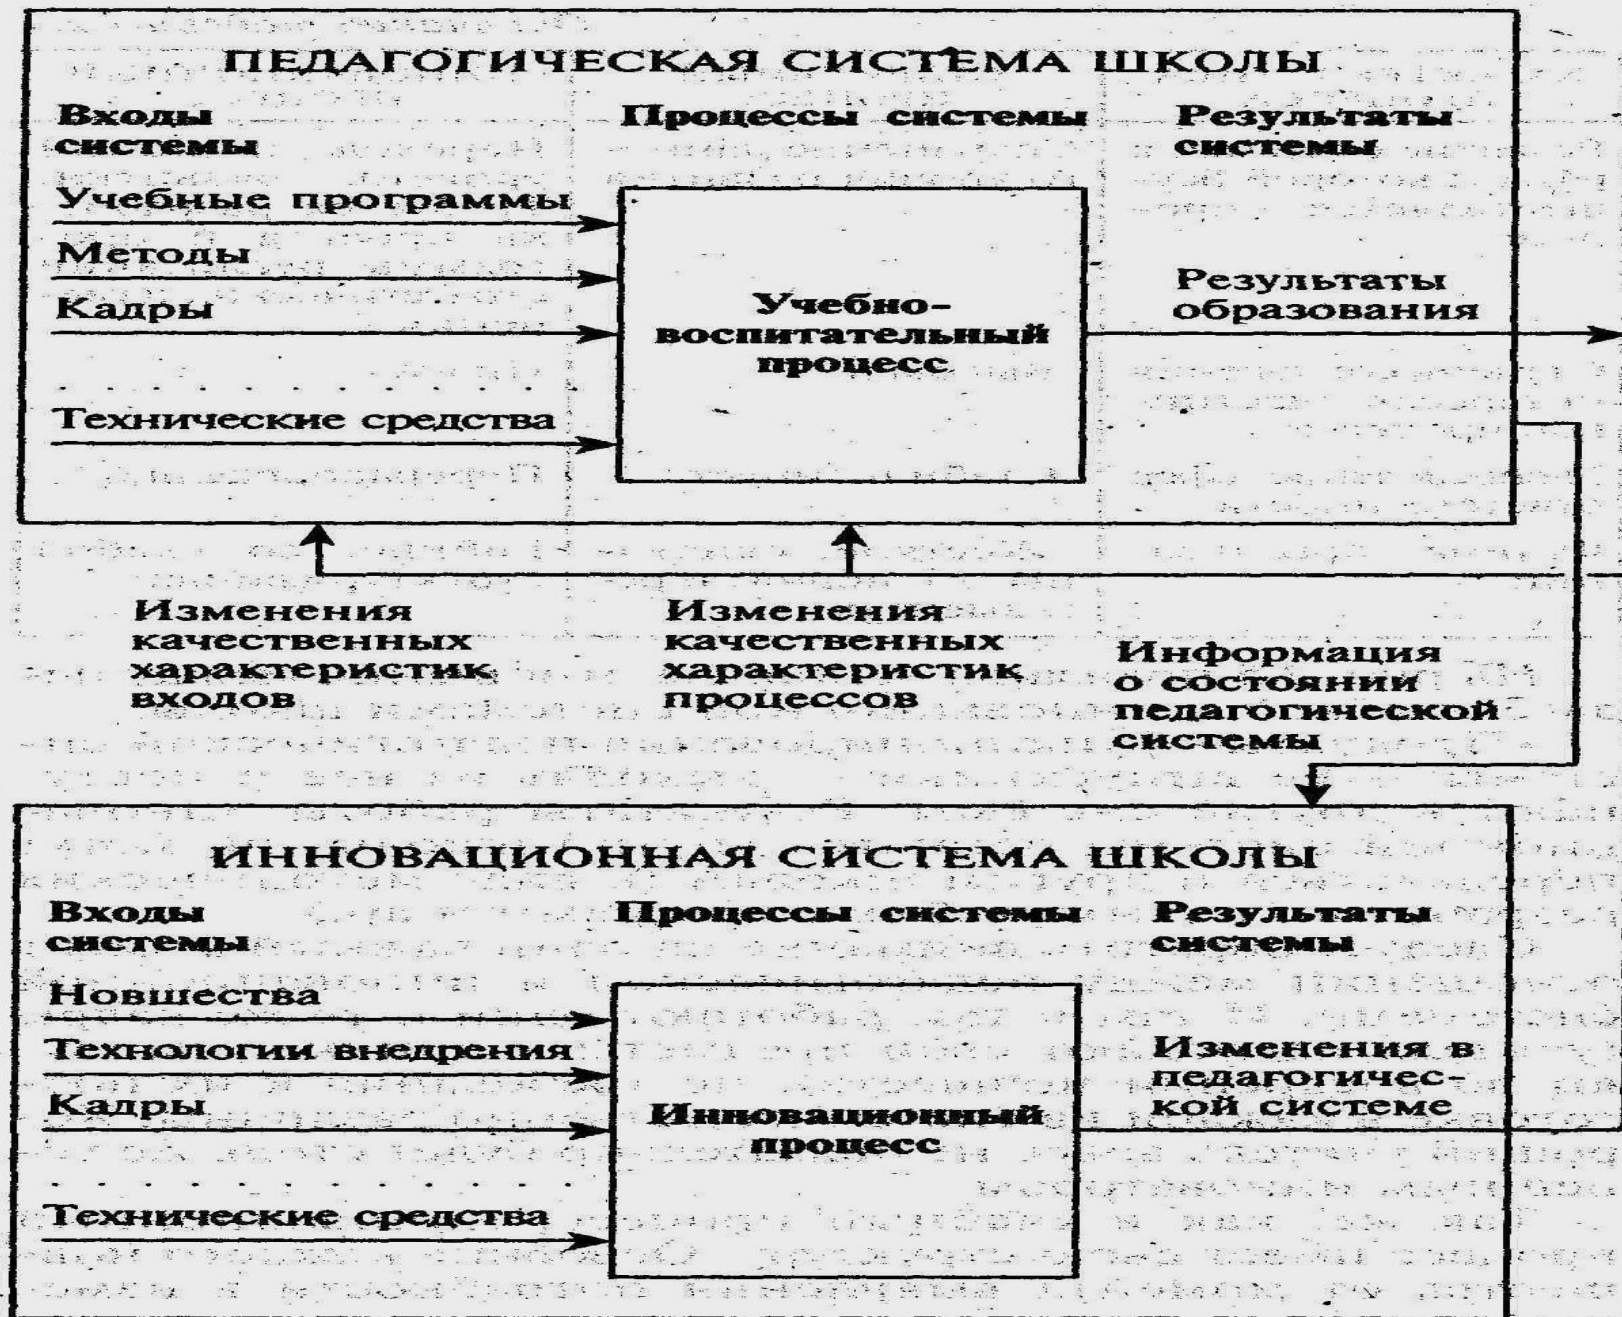 ПЕДАГОГИЧЕСКАЯ СИСТЕМА ШКОЛЫ
Входы
системы
Процессы системы
Результаты
системы
Учебные программы
Методы
Кадры
Технические средства
Учебно-
воспитательный
процесс
Результаты
образования
Изменения
качественных
характеристик
входов
Изменения
качественных
характеристик
процессов
Информация
о состоянии
педагогической
системы
ИННОВАЦИОННАЯ СИСТЕМА ШКОЛЫ
Входы
системы
Процессы системы
Результаты
системы
Новшества
Технологии внедрения
Кадры
Технические средства
Инновационный
процесс
Изменения в
педагогичес-
кой системе